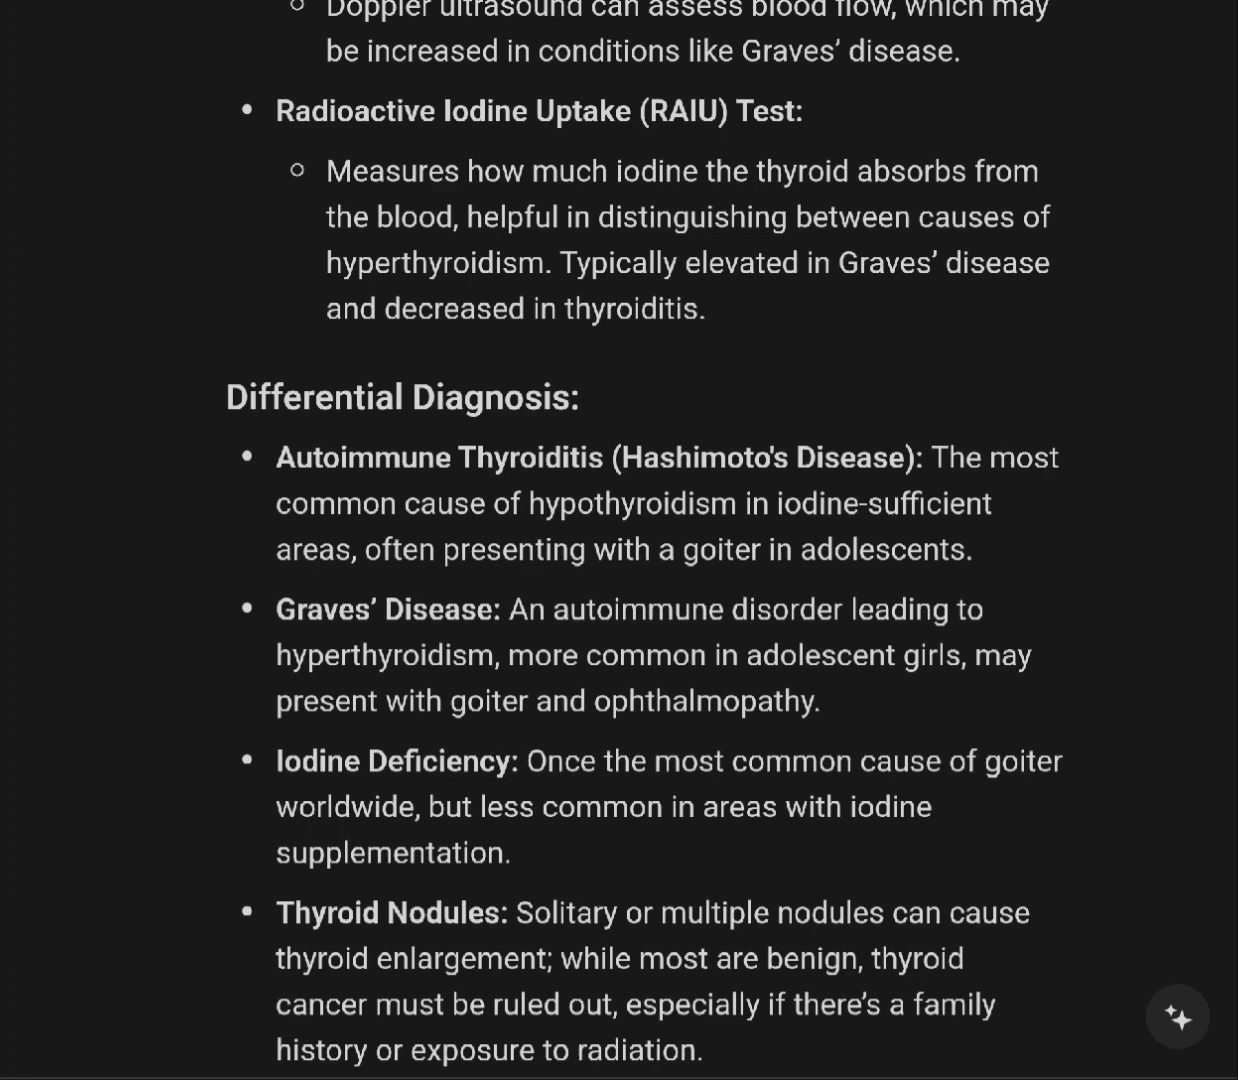 Doppler ultrasound can assess blood flow, which may
be increased in conditions like Graves’ disease.
Radioactive Iodine Uptake (RAIU) Test:
Measures how much iodine the thyroid absorbs from
the blood, helpful in distinguishing between causes of
hyperthyroidism. Typically elevated in Graves’ disease
and decreased in thyroiditis.
Differential Diagnosis:
Autoimmune Thyroiditis (Hashimoto's Disease): The most
common cause of hypothyroidism in iodine-sufficient
areas, often presenting with a goiter in adolescents.
Graves’ Disease: An autoimmune disorder leading to
hyperthyroidism, more common in adolescent girls, may
present with goiter and ophthalmopathy.
Iodine Deficiency: Once the most common cause of goiter
worldwide, but less common in areas with iodine
supplementation.
Thyroid Nodules: Solitary or multiple nodules can cause
thyroid enlargement; while most are benign, thyroid
cancer must be ruled out, especially if there’s a family
history or exposure to radiation.